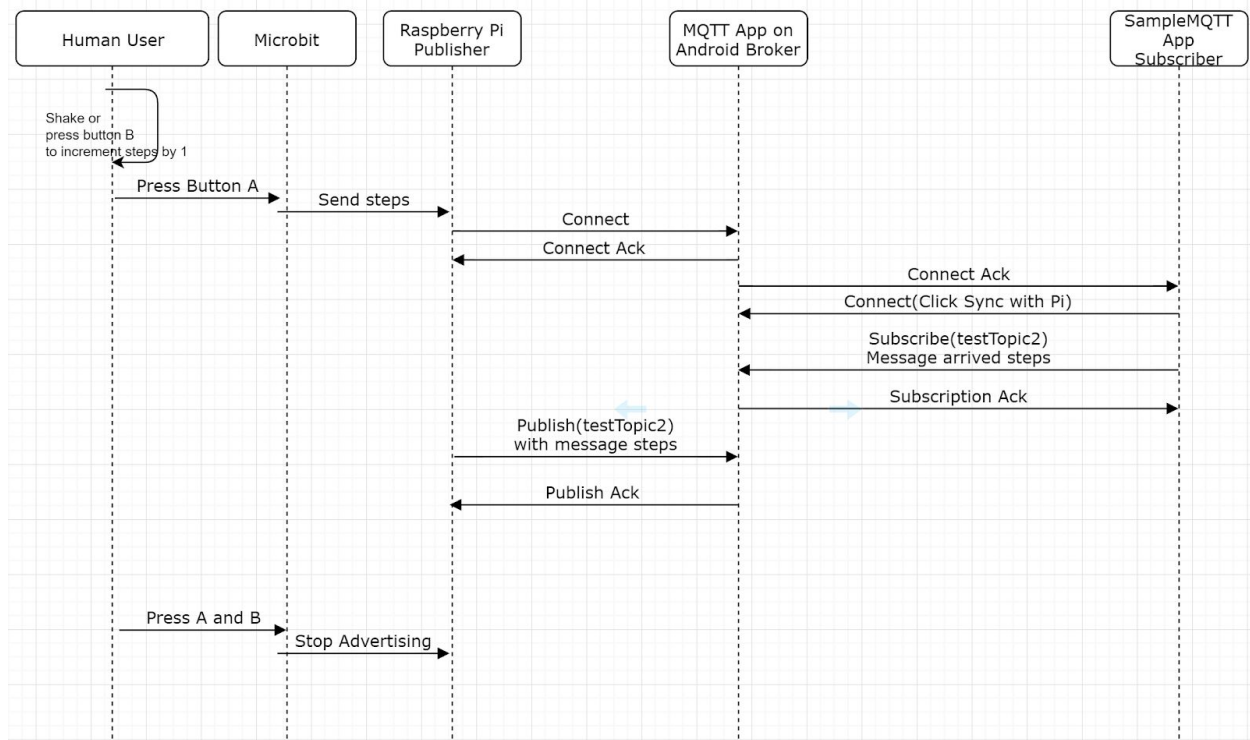 Human User
Microbit
Raspberry Pi
Publisher
MQTT App on
Android Broker
SampleMQTT
App
Subscriber
Shake or
press button B
to increment steps by 1
Press Button A
Send steps
Connect
Connect Ack
Connect Ack
Connect(Click Sync with Pi)
Subscribe(testTopic2)
Message arrived steps
Subscription Ack
Publish(testTopic2)
with message steps
Publish Ack
Press A and B
Stop Advertising